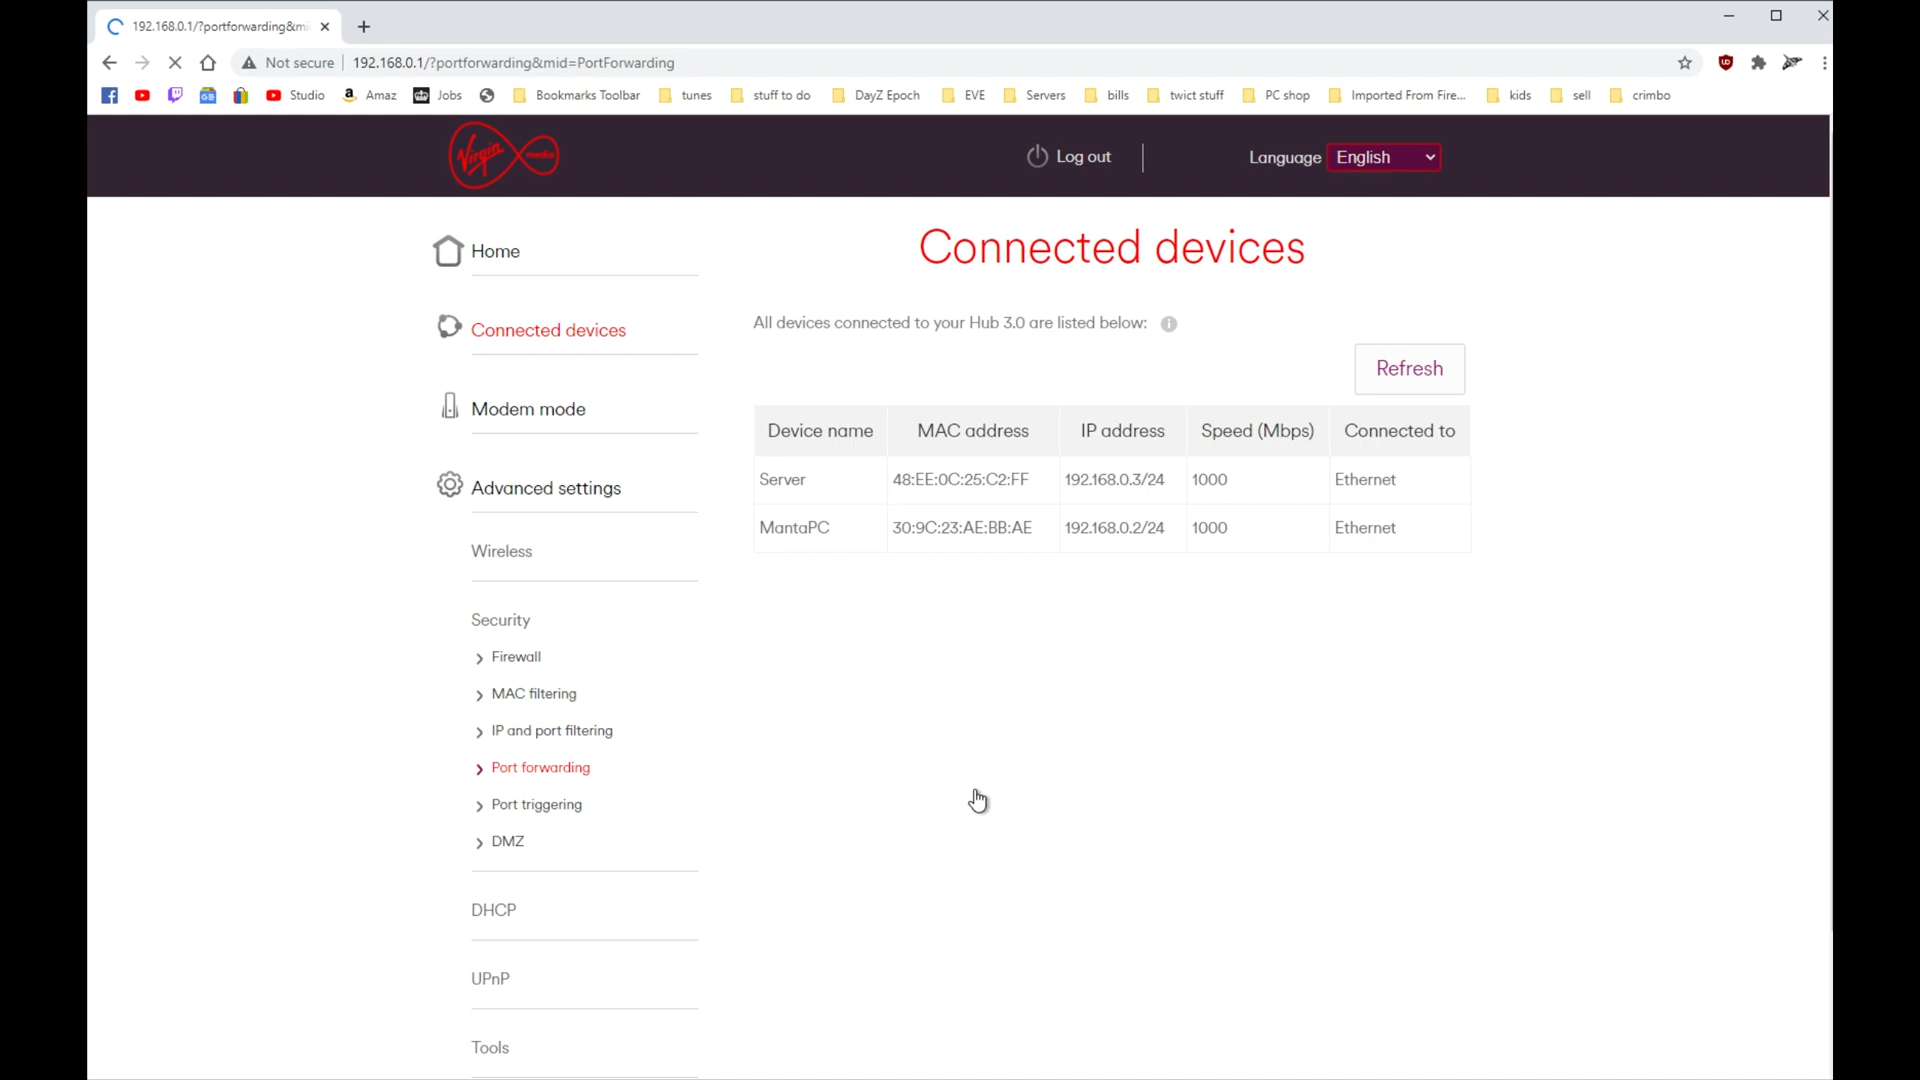 192.168.0.1/?portforwarding&mi
Not secure 192.168.0.1/?portforwarding&mid=PortForwarding
Studio Amaz Jobs Bookmarks Toolbar tunes stuff to do DayZ Epoch EVE Servers bills twict stuff PC shop Imported From Fire... kids sell crimbo
Virgin media Log out Language English
Connected devices
Home
All devices connected to your Hub 3.0 are listed below:
Connected devices
Refresh
Modem mode
Device name MAC address IP address Speed (Mbps) Connected to
Server 48:EE:0C:25:C2:FF 192.168.0.3/24 1000 Ethernet
MantaPC 30:9C:23:AE:BB:AE 192.168.0.2/24 1000 Ethernet
Advanced settings
Wireless
Security
Firewall
MAC filtering
IP and port filtering
Port forwarding
Port triggering
DMZ
DHCP
UPnP
Tools